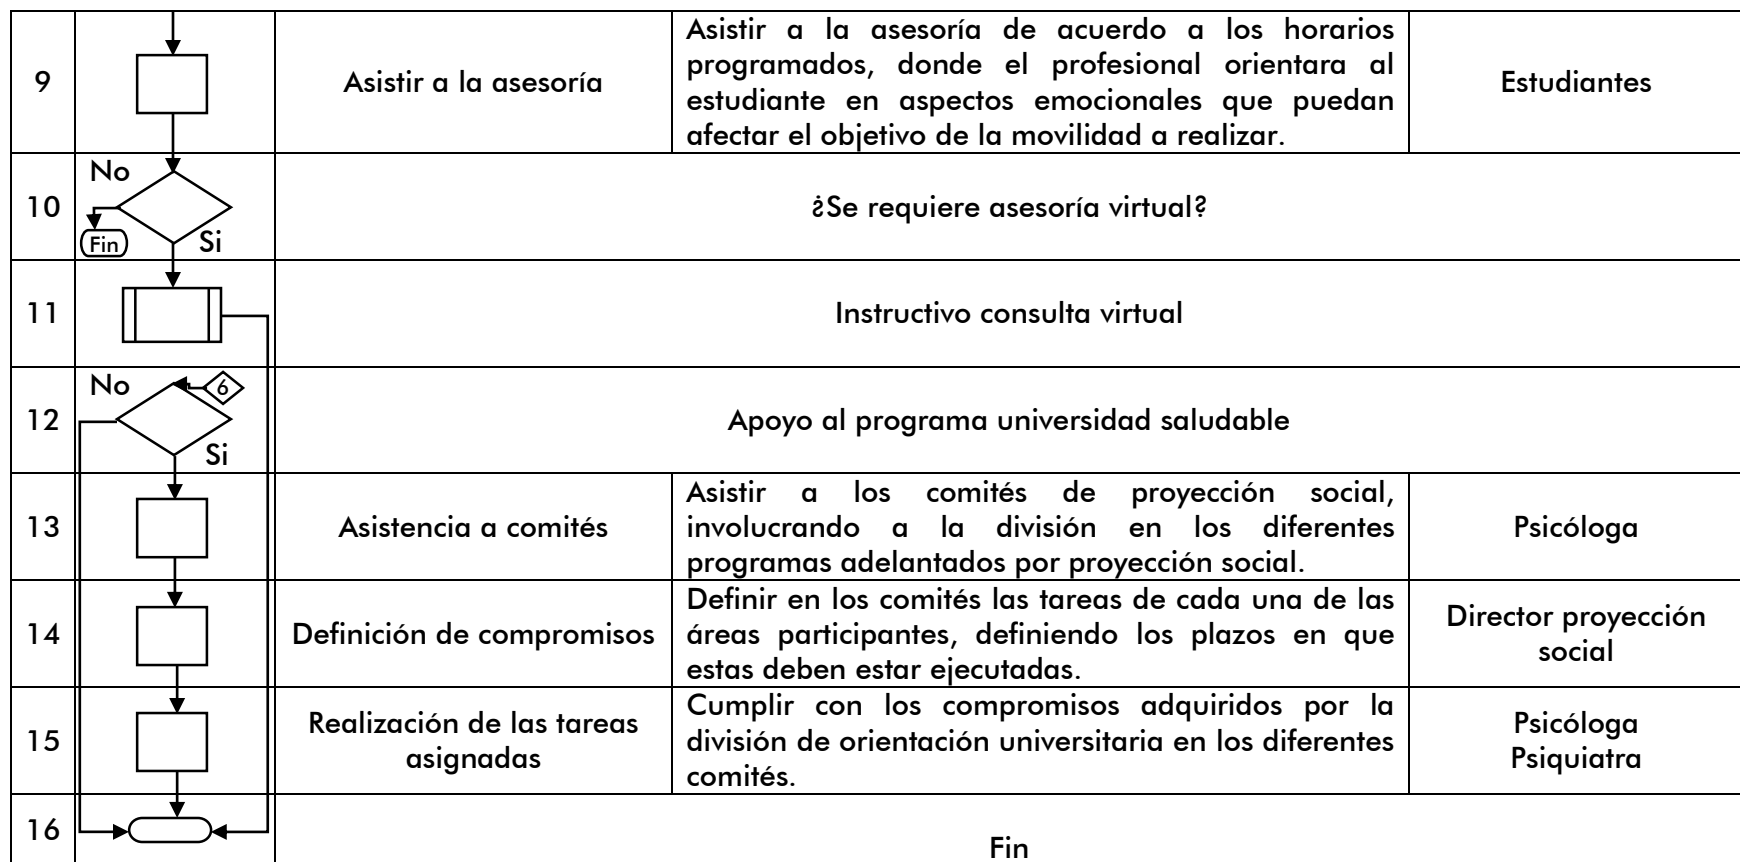 9
Asistir a la asesoría
Asistir a la asesoría de acuerdo a los horarios
programados, donde el profesional orientara al
estudiante en aspectos emocionales que puedan
afectar el objetivo de la movilidad a realizar.
Estudiantes
10
No
Fin
Si
¿Se requiere asesoría virtual?
11
Instructivo consulta virtual
12
No
6
Si
Apoyo al programa universidad saludable
13
Asistencia a comités
Asistir a los comités de proyección social,
involucrando a la división en los diferentes
programas adelantados por proyección social.
Psicóloga
14
Definición de compromisos
Definir en los comités las tareas de cada una de las
áreas participantes, definiendo los plazos en que
estas deben estar ejecutadas.
Director proyección
social
15
Realización de las tareas
asignadas
Cumplir con los compromisos adquiridos por la
división de orientación universitaria en los diferentes
comités.
Psicóloga
Psiquiatra
16
Fin